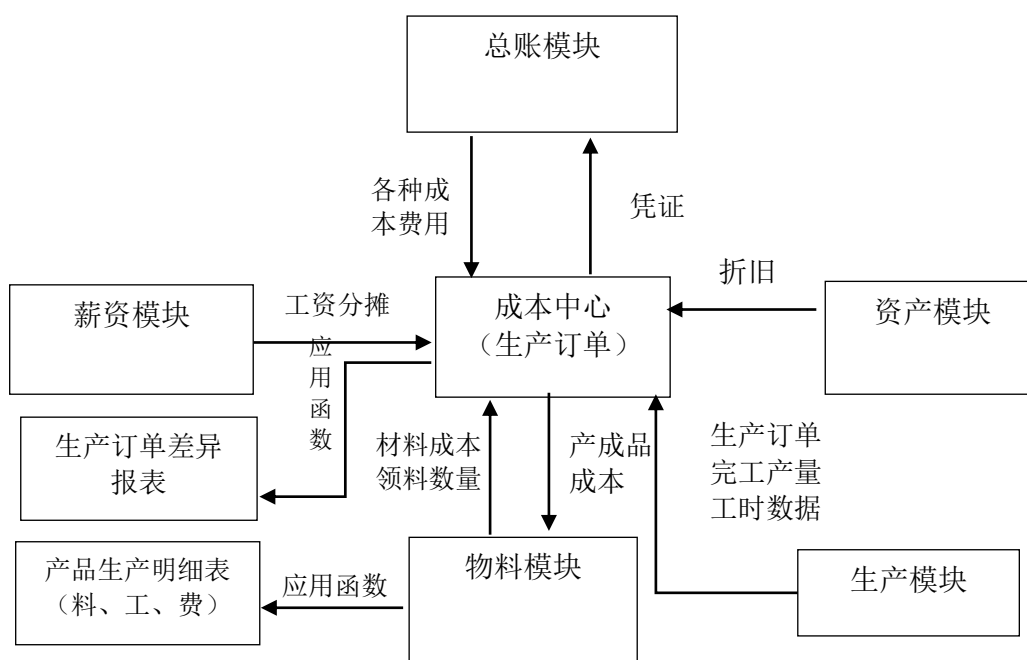 总账模块
各种成
本费用
凭证
折旧
薪资模块
工资分摊
成本中心
（生产订单）
资产模块
应
用
函
数
生产订单差异
报表
材料成本
领料数量
产成品
成本
生产订单
完工产量
工时数据
产品生产明细表
（料、工、费）
应用函数
物料模块
生产模块